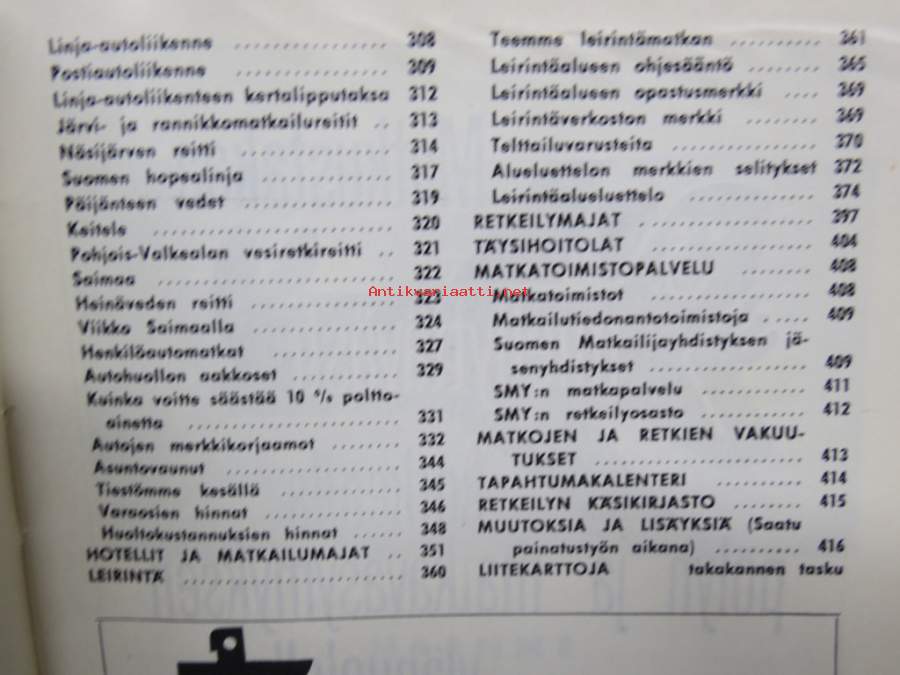 Linja-autoliikenne ................ 308
Postiautoliikenne ................ 309
Linja-autoliikenteen kertalipputaksa 312
Järvi- ja rannikkomatkailureitit .. 313
Näsijärven reitti ................ 314
Suomen hopealinja ............. 317
Päijänteen vedet ............... 319
Keitele ............................ 320
Pohjois-Valkealan vesiretkireitti .. 321
Saimaa ........................ 322
Heinäveden reitti ............... 323
Viikko Saimaalla ............... 324
Henkilöautomatkat ............. 327
Autohuollon aakkoset ........... 329
Kuinka voitte säästää 10 % poltto-
ainetta ...................... 331
Autojen merkkikorjaamot ........ 332
Asuntovaunut .................. 344
Tiestömme kesällä ............. 345
Varaosien hinnat ............... 346
Huoltokustannuksien hinnat ...... 348
HOTELLIT JA MATKAILUMAJAT .. 351
LEIRINTÄ ...................... 360
Teemme leirintämatkan .......... 361
Leirintäalueen ohjesääntö ........ 365
Leirintäalueen opastusmerkki .... 369
Leirintäverkoston merkki ........ 369
Telttailuvarusteita ............... 370
Alueluettelon merkkien selitykset 372
Leirintäalueluettelo ............. 374
RETKEILYMAJAT ................. 397
TÄYSIHOITOLAT ................ 404
MATKATOIMISTOPALVELU ........ 408
Matkatoimistot ................ 408
Matkailutiedonantotoimistoja ..... 409
Suomen Matkailijayhdistyksen jä-
senyhdistykset ................ 409
SMY:n matkapalvelu ........... 411
SMY:n retkeilyosasto ........... 412
MATKOJEN JA RETKIEN VAKUU-
TUKSET ...................... 413
TAPAHTUMAKALENTERI ........... 414
RETKEILYN KÄSIKIRJASTO ........ 415
MUUTOKSIA JA LISÄYKSIÄ (Saatu
painatustyön aikana) .......... 416
LIITEKARTTOJA takakannen tasku
Antikvariaatti.net